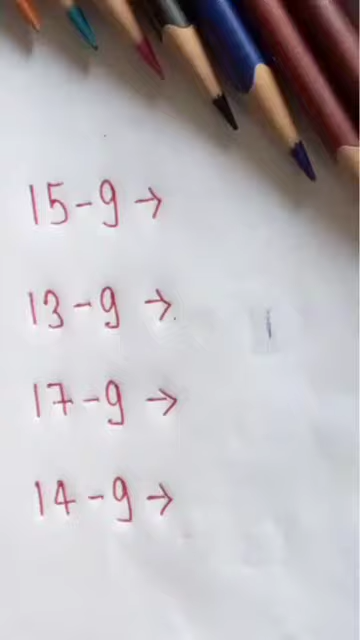 15-9 →
13-9 →
17-9 →
14-9 →